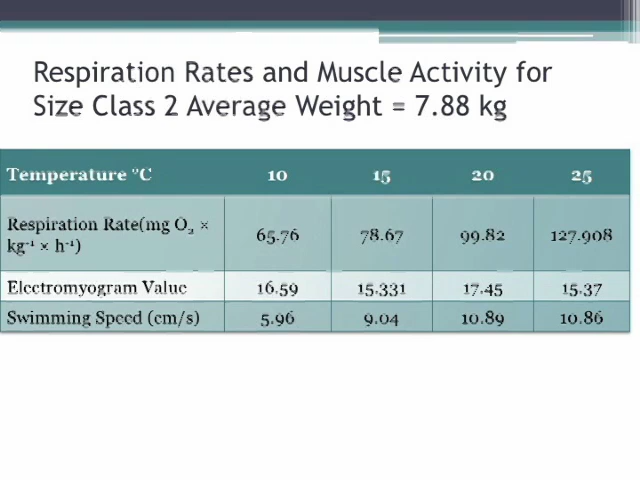 Respiration Rates and Muscle Activity for
Size Class 2 Average Weight = 7.88 kg
Temperature °C 10 15 20 25
Respiration Rate(mg O₂ ×
kg⁻¹ × h⁻¹) 65.76 78.67 99.82 127.908
Electromyogram Value 16.59 15.331 17.45 15.37
Swimming Speed (cm/s) 5.96 9.04 10.89 10.86